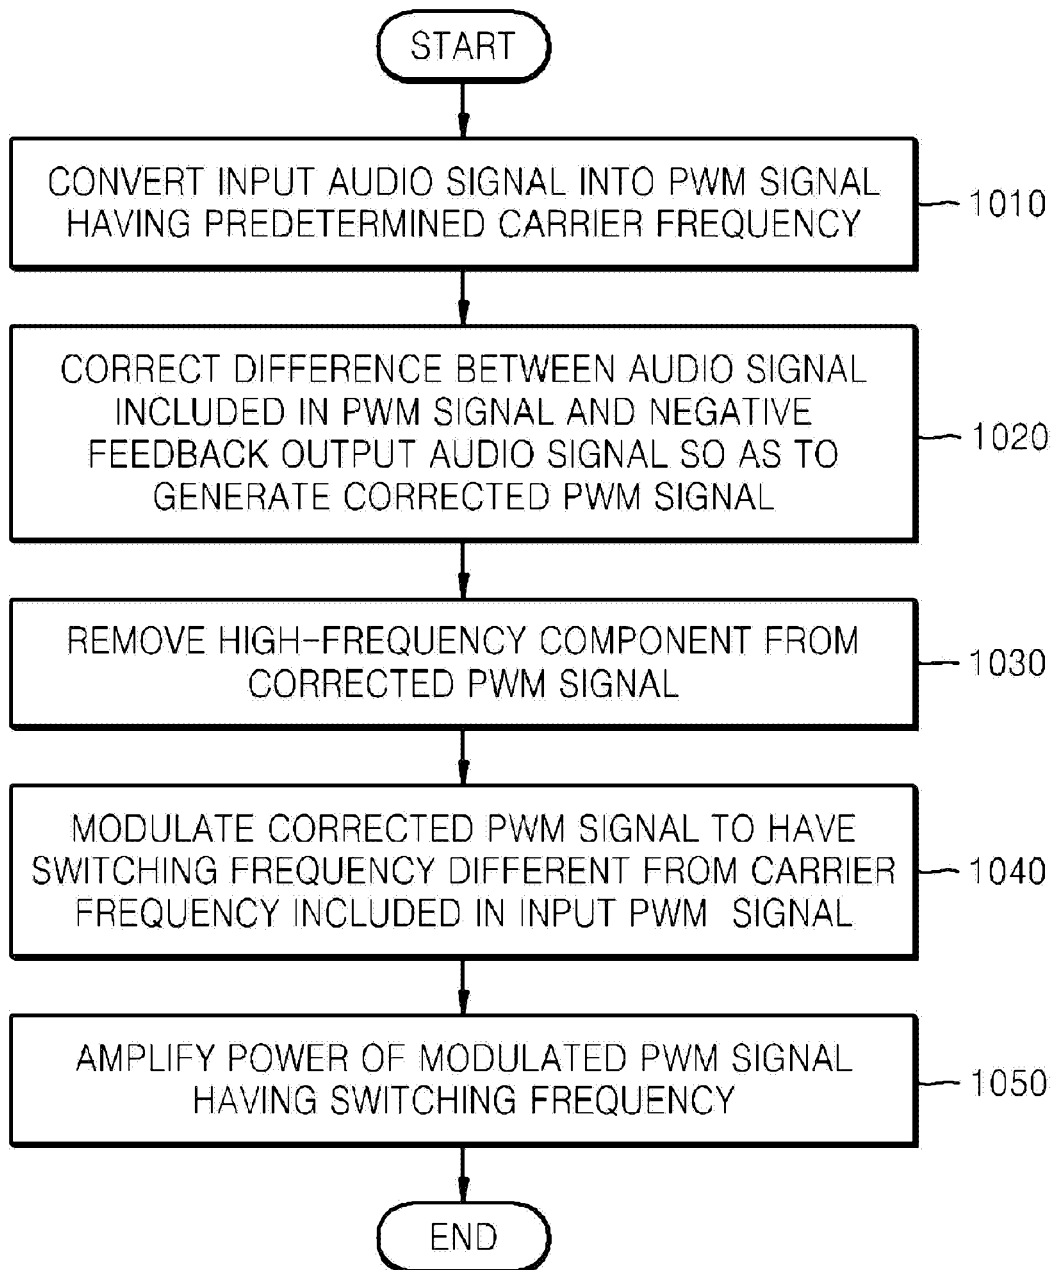 START
CONVERT INPUT AUDIO SIGNAL INTO PWM SIGNAL
HAVING PREDETERMINED CARRIER FREQUENCY
1010
CORRECT DIFFERENCE BETWEEN AUDIO SIGNAL
INCLUDED IN PWM SIGNAL AND NEGATIVE
FEEDBACK OUTPUT AUDIO SIGNAL SO AS TO
GENERATE CORRECTED PWM SIGNAL
1020
REMOVE HIGH-FREQUENCY COMPONENT FROM
CORRECTED PWM SIGNAL
1030
MODULATE CORRECTED PWM SIGNAL TO HAVE
SWITCHING FREQUENCY DIFFERENT FROM CARRIER
FREQUENCY INCLUDED IN INPUT PWM SIGNAL
1040
AMPLIFY POWER OF MODULATED PWM SIGNAL
HAVING SWITCHING FREQUENCY
1050
END